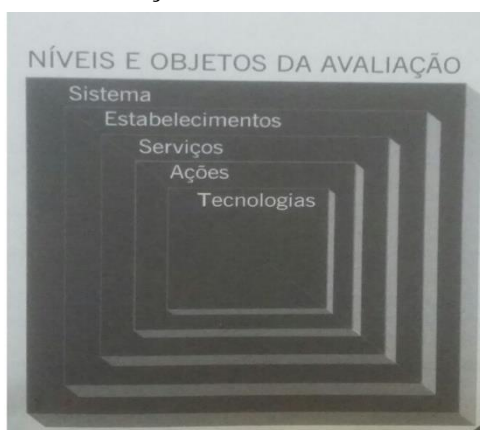 NÍVEIS E OBJETOS DA AVALIAÇÃO
Sistema
Estabelecimentos
Serviços
Ações
Tecnologias